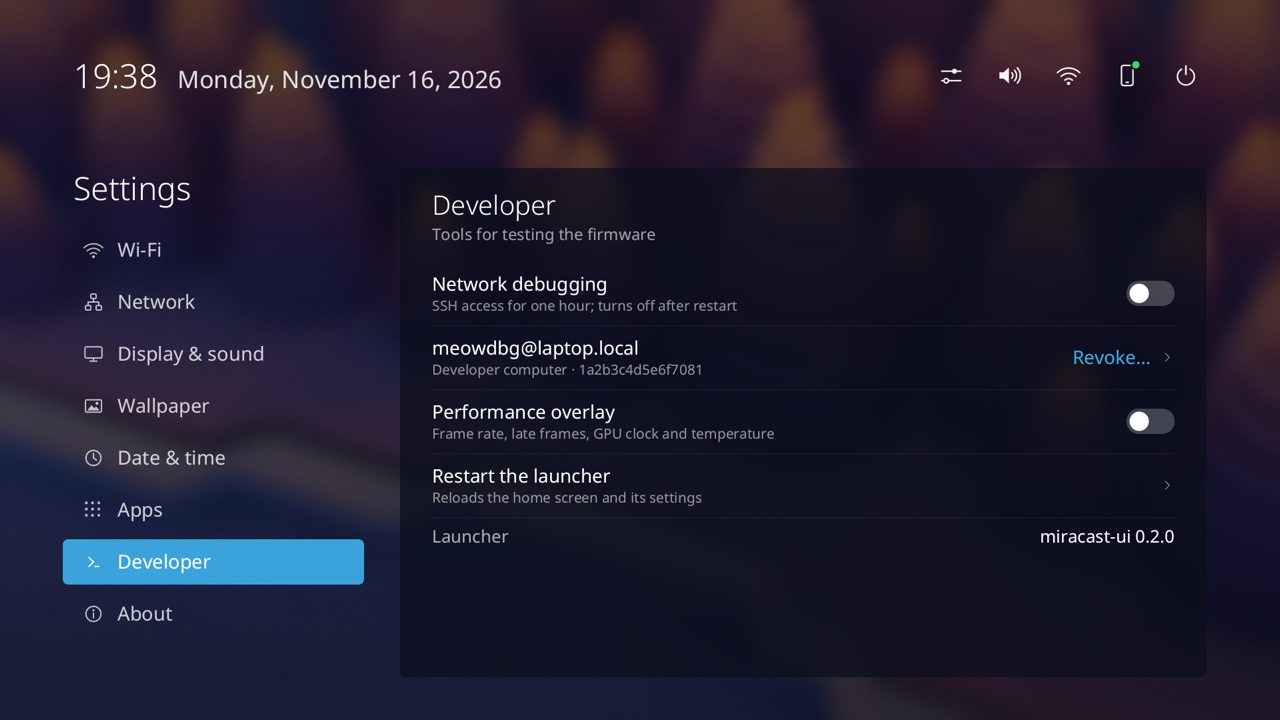 19:38 Monday, November 16, 2026
Settings
Wi-Fi
Network
Display & sound
Wallpaper
Date & time
Apps
Developer
About
Developer
Tools for testing the firmware
Network debugging
SSH access for one hour; turns off after restart
meowdbg@laptop.local
Developer computer · 1a2b3c4d5e6f7081
Revoke...
Performance overlay
Frame rate, late frames, GPU clock and temperature
Restart the launcher
Reloads the home screen and its settings
Launcher
miracast-ui 0.2.0